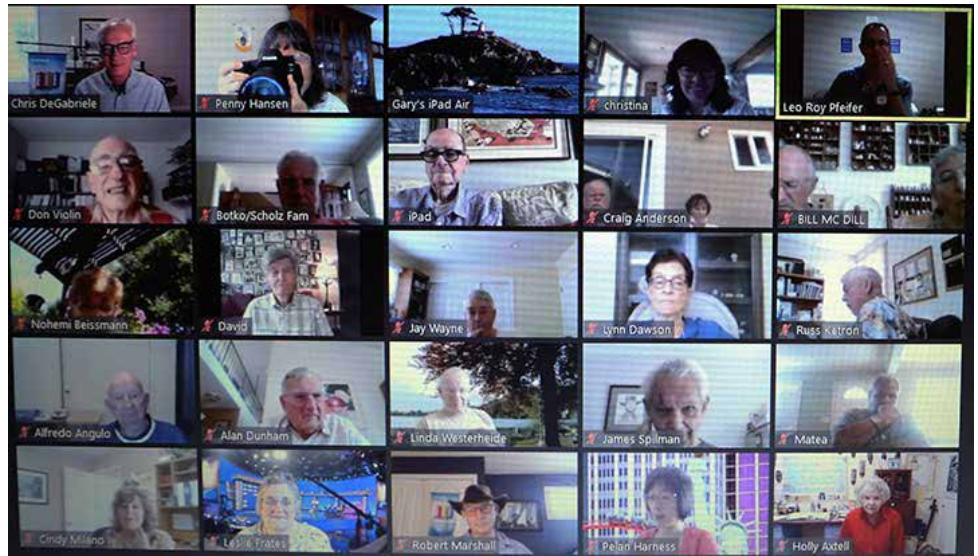 Chris DeGabriele
Penny Hansen
Gary's iPad Air
christina
Leo Roy Pfeifer
Don Violin
Botko/Scholz Fam
iPad
Craig Anderson
BILL MC DILL
Nohemi Beissmann
David
Jay Wayne
Lynn Dawson
Russ Ketron
Alfredo Angulo
Alan Dunham
Linda Westerheide
James Spilman
Matea
Cindy Milano
Leslie Frates
Robert Marshall
Pelan Harness
Holly Axtell